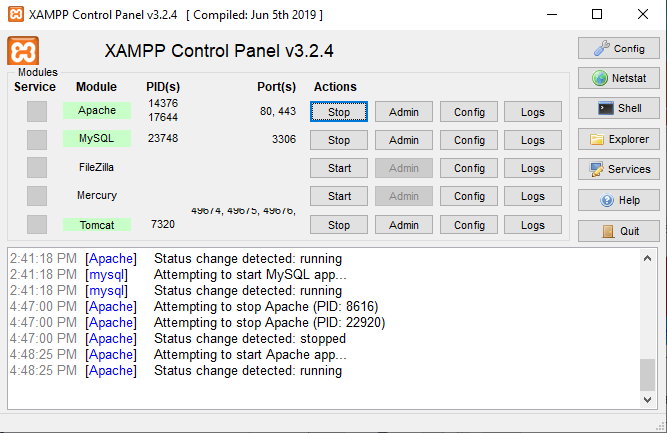 XAMPP Control Panel v3.2.4 [ Compiled: Jun 5th 2019 ]
XAMPP Control Panel v3.2.4
Config
Modules
Service Module PID(s) Port(s) Actions
Netstat
Apache 14376 17644 80, 443 Stop Admin Config Logs
Shell
MySQL 23748 3306 Stop Admin Config Logs
Explorer
FileZilla Start Admin Config Logs
Services
Mercury Start Admin Config Logs
Help
49674, 49675, 49676,
Tomcat 7320 Stop Admin Config Logs
Quit
2:41:18 PM [Apache] Status change detected: running
2:41:18 PM [mysql] Attempting to start MySQL app...
2:41:18 PM [mysql] Status change detected: running
4:47:00 PM [Apache] Attempting to stop Apache (PID: 8616)
4:47:00 PM [Apache] Attempting to stop Apache (PID: 22920)
4:47:00 PM [Apache] Status change detected: stopped
4:48:25 PM [Apache] Attempting to start Apache app...
4:48:25 PM [Apache] Status change detected: running